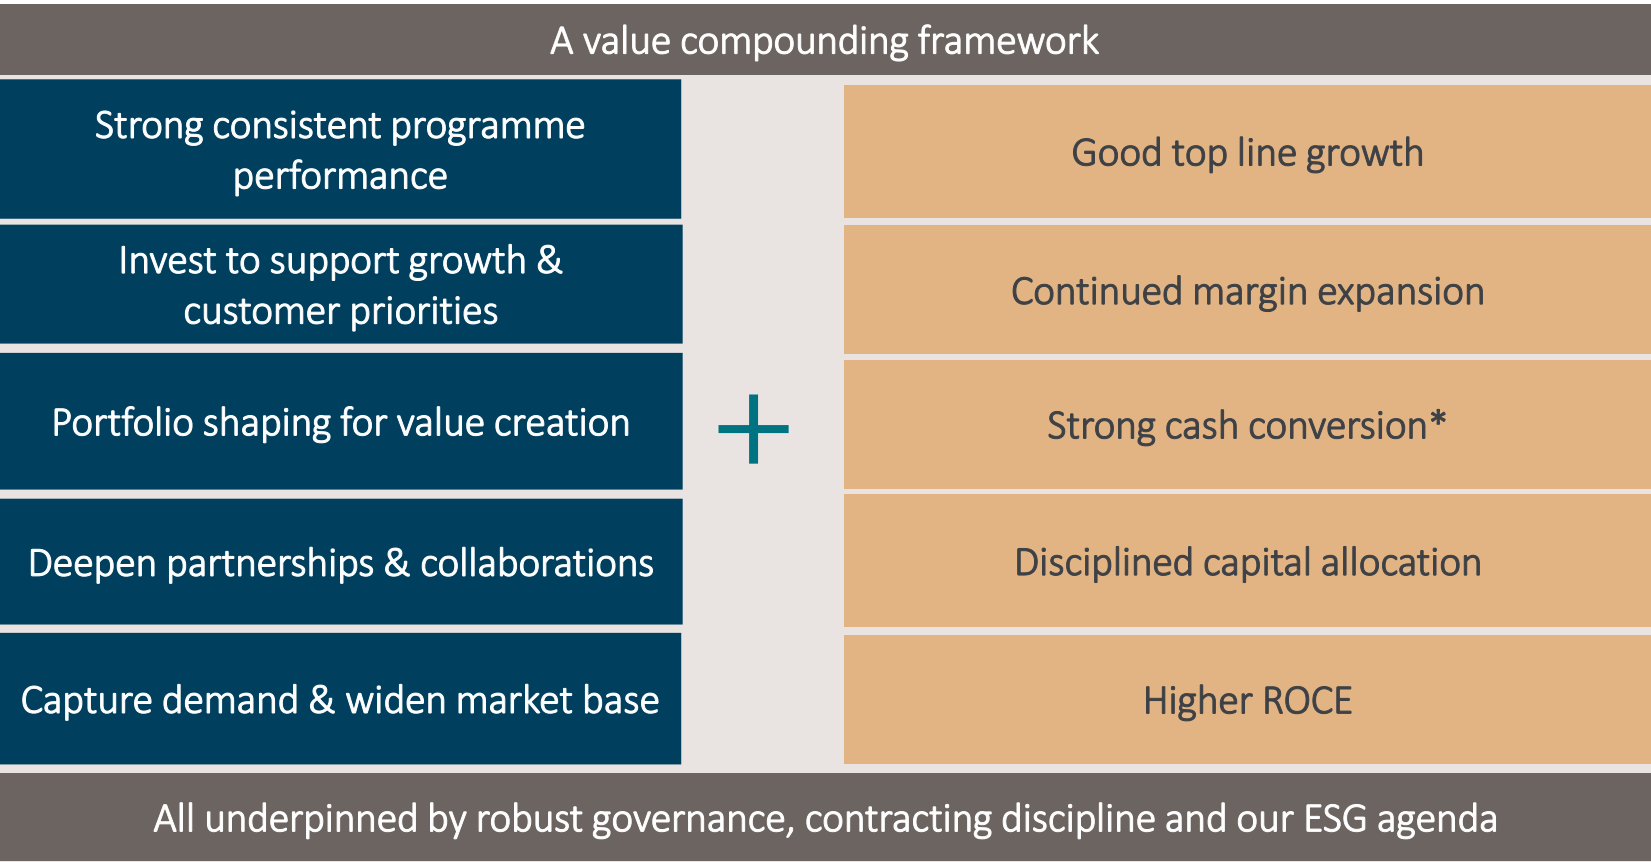 A value compounding framework
Strong consistent programme
performance
Invest to support growth &
customer priorities
Portfolio shaping for value creation
Deepen partnerships & collaborations
Capture demand & widen market base
+
Good top line growth
Continued margin expansion
Strong cash conversion*
Disciplined capital allocation
Higher ROCE
All underpinned by robust governance, contracting discipline and our ESG agenda